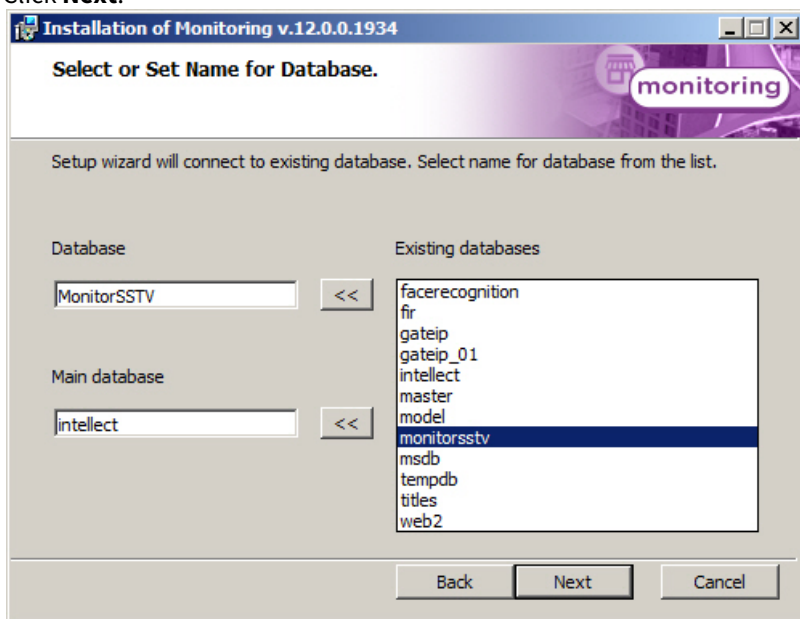 Click Next.
Installation of Monitoring v.12.0.0.1934
Select or Set Name for Database.
monitoring
Setup wizard will connect to existing database. Select name for database from the list.
Database
Existing databases
MonitorSSTV
<<
facerecognition
fir
gateip
gateip_01
intellect
master
model
monitorsstv
msdb
tempdb
titles
web2
Main database
intellect
<<
Back
Next
Cancel